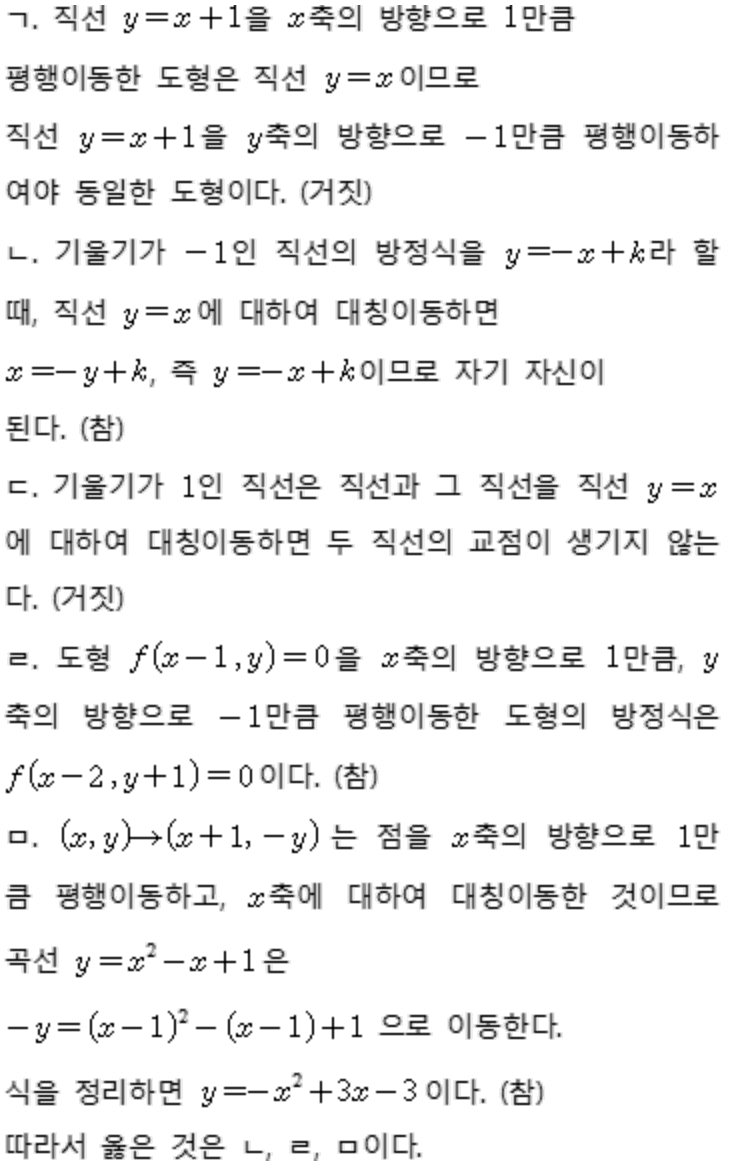 ㄱ. 직선 y=x+1을 x축의 방향으로 1만큼
평행이동한 도형은 직선 y=x이므로
직선 y=x+1을 y축의 방향으로 -1만큼 평행이동하
여야 동일한 도형이다. (거짓)
ㄴ. 기울기가 -1인 직선의 방정식을 y=-x+k라 할
때, 직선 y=x에 대하여 대칭이동하면
x=-y+k, 즉 y=-x+k이므로 자기 자신이
된다. (참)
ㄷ. 기울기가 1인 직선은 직선과 그 직선을 직선 y=x
에 대하여 대칭이동하면 두 직선의 교점이 생기지 않는
다. (거짓)
ㄹ. 도형 f(x-1,y)=0을 x축의 방향으로 1만큼, y
축의 방향으로 -1만큼 평행이동한 도형의 방정식은
f(x-2,y+1)=0이다. (참)
ㅁ. (x,y)↦(x+1,-y)는 점을 x축의 방향으로 1만
큼 평행이동하고, x축에 대하여 대칭이동한 것이므로
곡선 y=x²-x+1은
-y=(x-1)²-(x-1)+1 으로 이동한다.
식을 정리하면 y=-x²+3x-3이다. (참)
따라서 옳은 것은 ㄴ, ㄹ, ㅁ이다.